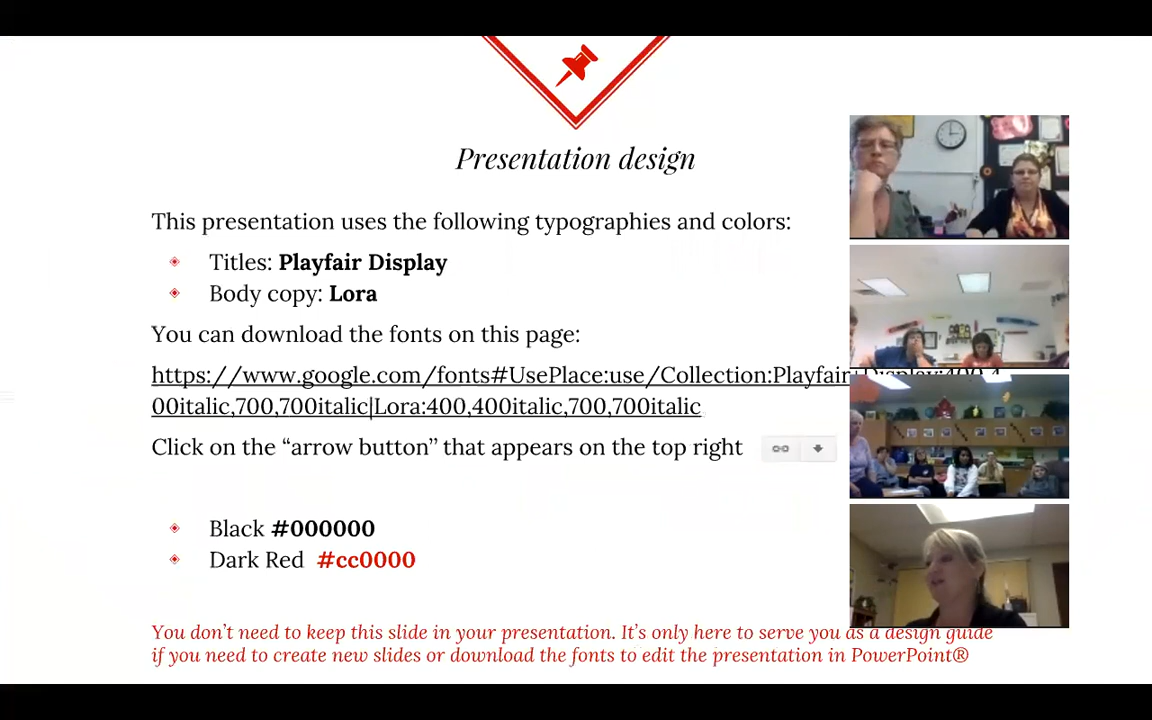 Presentation design
This presentation uses the following typographies and colors:
Titles: Playfair Display
Body copy: Lora
You can download the fonts on this page:
https://www.google.com/fonts#UsePlace:use/Collection:Playfair+Display:400,4
00italic,700,700italic|Lora:400,400italic,700,700italic
Click on the “arrow button” that appears on the top right
Black #000000
Dark Red #cc0000
You don’t need to keep this slide in your presentation. It’s only here to serve you as a design guide
if you need to create new slides or download the fonts to edit the presentation in PowerPoint®